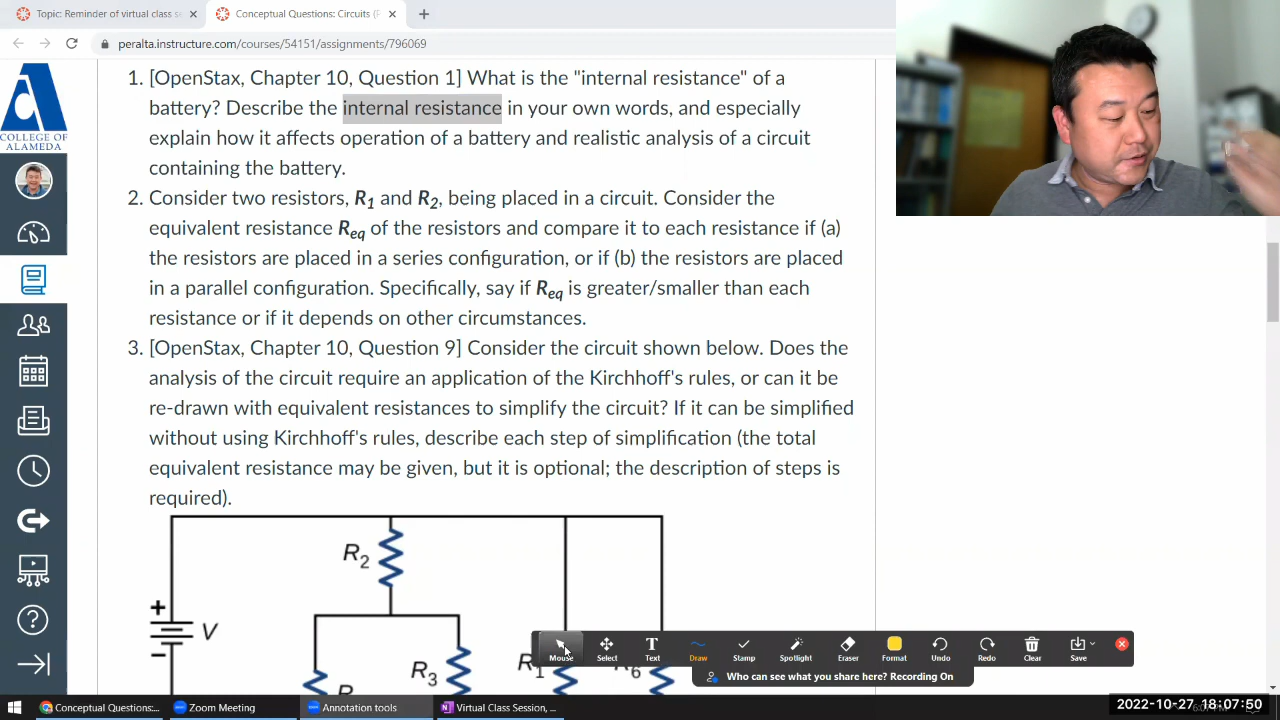 Topic: Reminder of virtual class s
Conceptual Questions: Circuits (F
peralta.instructure.com/courses/54151/assignments/796069
COLLEGE OF
ALAMEDA
1. [OpenStax, Chapter 10, Question 1] What is the "internal resistance" of a
battery? Describe the internal resistance in your own words, and especially
explain how it affects operation of a battery and realistic analysis of a circuit
containing the battery.
2. Consider two resistors, R1 and R2, being placed in a circuit. Consider the
equivalent resistance Req of the resistors and compare it to each resistance if (a)
the resistors are placed in a series configuration, or if (b) the resistors are placed
in a parallel configuration. Specifically, say if Req is greater/smaller than each
resistance or if it depends on other circumstances.
3. [OpenStax, Chapter 10, Question 9] Consider the circuit shown below. Does the
analysis of the circuit require an application of the Kirchhoff's rules, or can it be
re-drawn with equivalent resistances to simplify the circuit? If it can be simplified
without using Kirchhoff's rules, describe each step of simplification (the total
equivalent resistance may be given, but it is optional; the description of steps is
required).
R2
+
V
−
R3
R1
Mouse
Select
Text
Draw
Stamp
Spotlight
Eraser
Format
Undo
Redo
Clear
Save
Who can see what you share here? Recording On
Conceptual Questions:...
Zoom Meeting
Annotation tools
Virtual Class Session, ...
2022-10-27 18:07:50